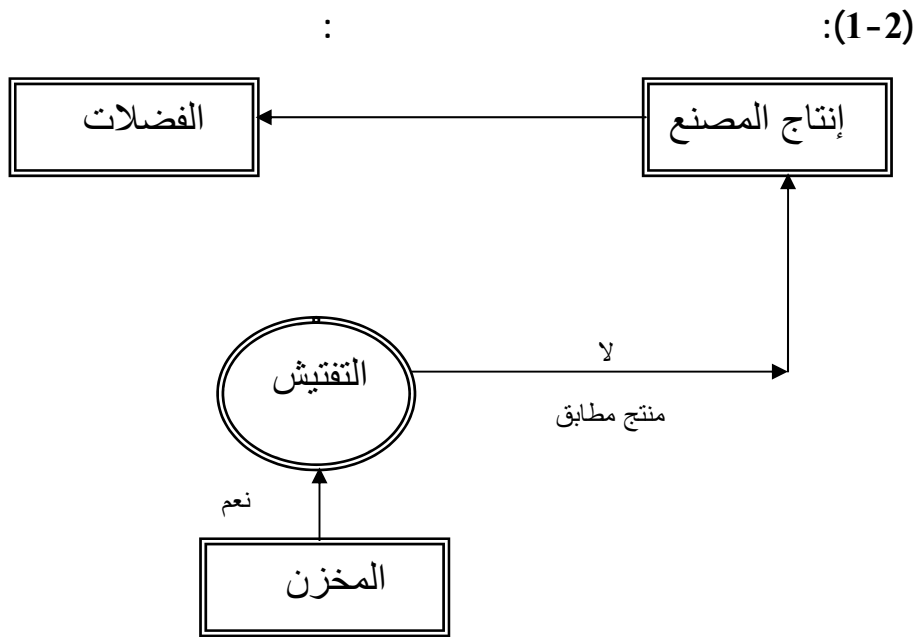 :(1-2) :
إنتاج المصنع
الفضلات
التفتيش
لا
منتج مطابق
نعم
المخزن